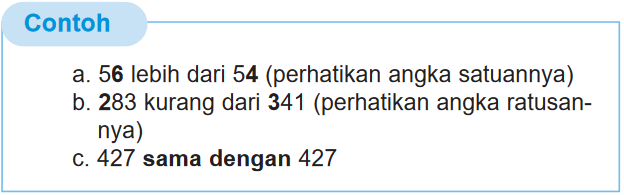 Contoh
a. 56 lebih dari 54 (perhatikan angka satuannya)
b. 283 kurang dari 341 (perhatikan angka ratusan-
nya)
c. 427 sama dengan 427